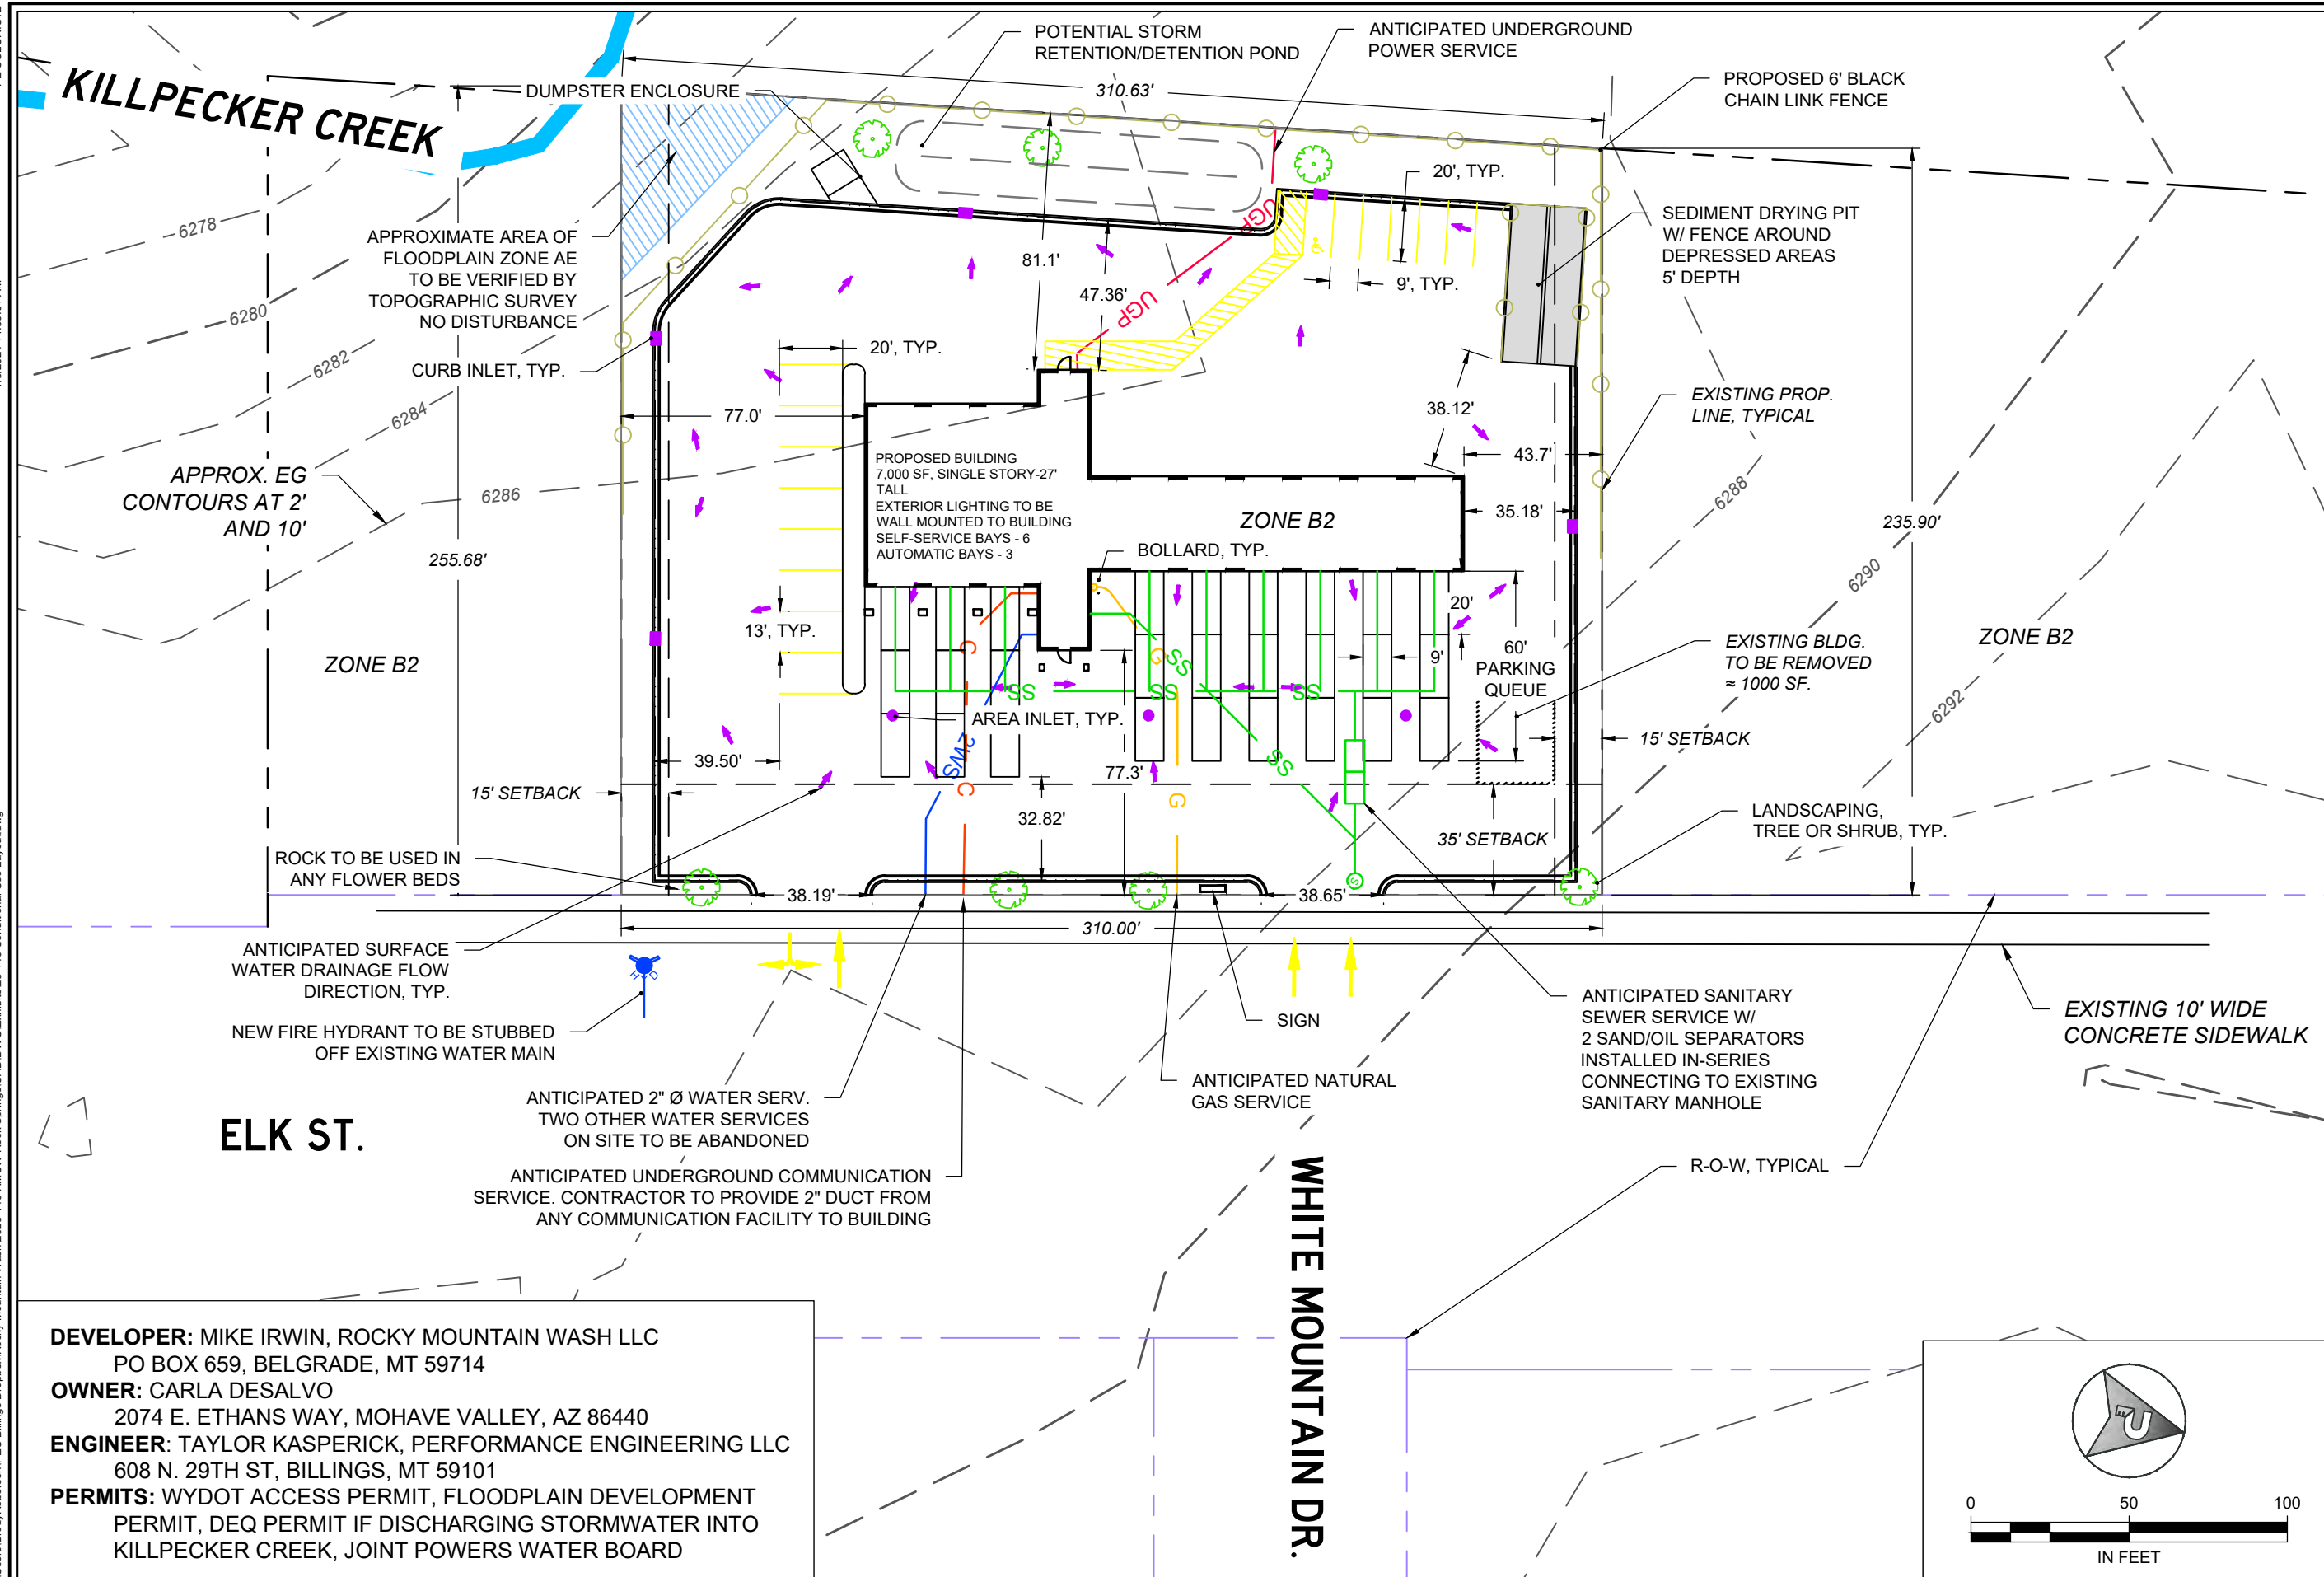 KILLPECKER CREEK
DUMPSTER ENCLOSURE
POTENTIAL STORM
RETENTION/DETENTION POND
ANTICIPATED UNDERGROUND
POWER SERVICE
310.63'
PROPOSED 6' BLACK
CHAIN LINK FENCE
20', TYP.
SEDIMENT DRYING PIT
W/ FENCE AROUND
DEPRESSED AREAS
5' DEPTH
6278
APPROXIMATE AREA OF
FLOODPLAIN ZONE AE
TO BE VERIFIED BY
TOPOGRAPHIC SURVEY
NO DISTURBANCE
UGP
81.1'
47.36'
9', TYP.
UGP
6280
6282
20', TYP.
CURB INLET, TYP.
77.0'
6284
38.12'
EXISTING PROP.
LINE, TYPICAL
43.7'
APPROX. EG
CONTOURS AT 2'
AND 10'
6286
PROPOSED BUILDING
7,000 SF, SINGLE STORY-27'
TALL
EXTERIOR LIGHTING TO BE
WALL MOUNTED TO BUILDING
SELF-SERVICE BAYS - 6
AUTOMATIC BAYS - 3
ZONE B2
6288
35.18'
235.90'
255.68'
BOLLARD, TYP.
6290
13', TYP.
20'
60'
PARKING
QUEUE
9'
EXISTING BLDG.
TO BE REMOVED
≈ 1000 SF.
ZONE B2
ZONE B2
C
G
SS
SS
SS
SS
6292
AREA INLET, TYP.
39.50'
2WS
77.3'
SS
15' SETBACK
15' SETBACK
C
G
32.82'
35' SETBACK
LANDSCAPING,
TREE OR SHRUB, TYP.
ROCK TO BE USED IN
ANY FLOWER BEDS
S
38.19'
38.65'
310.00'
ANTICIPATED SURFACE
WATER DRAINAGE FLOW
DIRECTION, TYP.
HYD
NEW FIRE HYDRANT TO BE STUBBED
OFF EXISTING WATER MAIN
SIGN
ANTICIPATED SANITARY
SEWER SERVICE W/
2 SAND/OIL SEPARATORS
INSTALLED IN-SERIES
CONNECTING TO EXISTING
SANITARY MANHOLE
EXISTING 10' WIDE
CONCRETE SIDEWALK
ANTICIPATED 2" Ø WATER SERV.
TWO OTHER WATER SERVICES
ON SITE TO BE ABANDONED
ANTICIPATED NATURAL
GAS SERVICE
ELK ST.
ANTICIPATED UNDERGROUND COMMUNICATION
SERVICE. CONTRACTOR TO PROVIDE 2" DUCT FROM
ANY COMMUNICATION FACILITY TO BUILDING
R-O-W, TYPICAL
WHITE MOUNTAIN DR.
DEVELOPER: MIKE IRWIN, ROCKY MOUNTAIN WASH LLC
PO BOX 659, BELGRADE, MT 59714
OWNER: CARLA DESALVO
2074 E. ETHANS WAY, MOHAVE VALLEY, AZ 86440
ENGINEER: TAYLOR KASPERICK, PERFORMANCE ENGINEERING LLC
608 N. 29TH ST, BILLINGS, MT 59101
PERMITS: WYDOT ACCESS PERMIT, FLOODPLAIN DEVELOPMENT
PERMIT, DEQ PERMIT IF DISCHARGING STORMWATER INTO
KILLPECKER CREEK, JOINT POWERS WATER BOARD
0 50 100
IN FEET